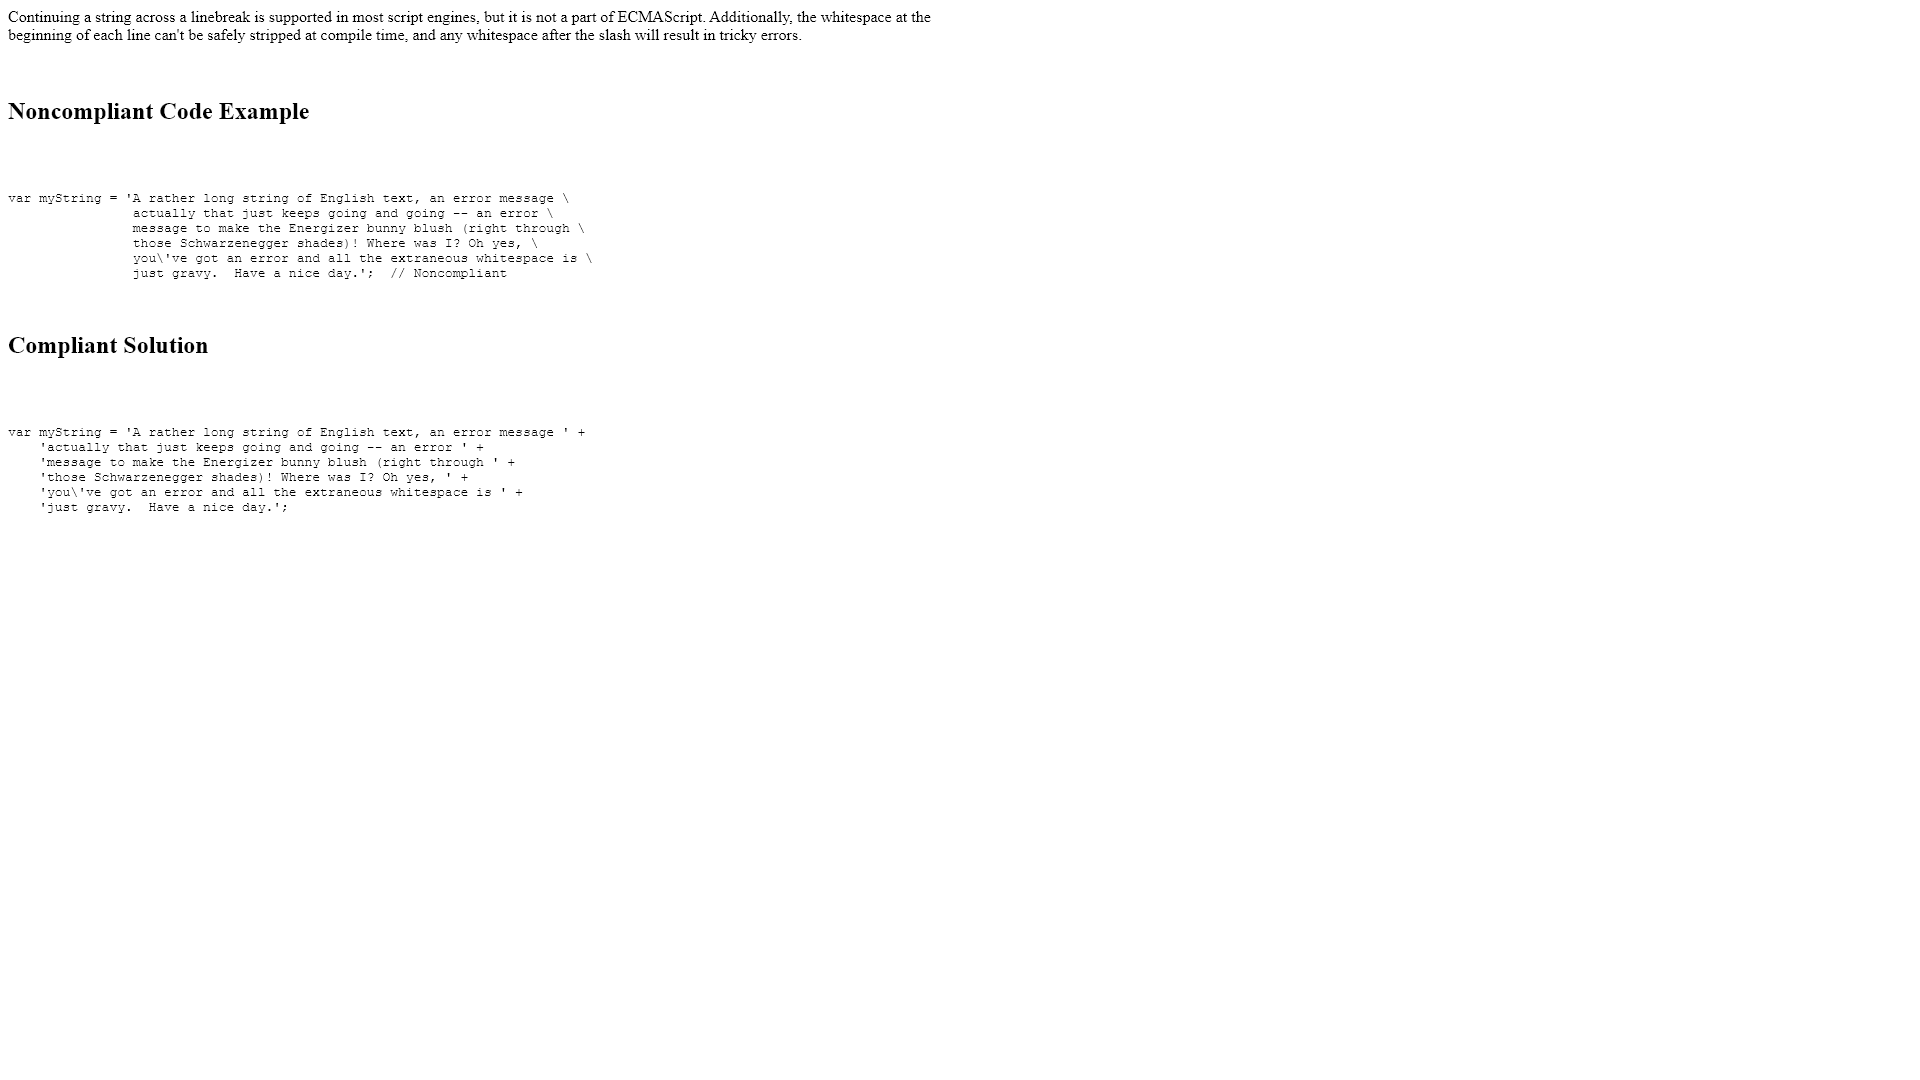 Continuing a string across a linebreak is supported in most script engines, but it is not a part of ECMAScript. Additionally, the whitespace at the
beginning of each line can't be safely stripped at compile time, and any whitespace after the slash will result in tricky errors.
Noncompliant Code Example
var myString = 'A rather long string of English text, an error message \
                actually that just keeps going and going -- an error \
                message to make the Energizer bunny blush (right through \
                those Schwarzenegger shades)! Where was I? Oh yes, \
                you\'ve got an error and all the extraneous whitespace is \
                just gravy.  Have a nice day.';  // Noncompliant
Compliant Solution
var myString = 'A rather long string of English text, an error message ' +
    'actually that just keeps going and going -- an error ' +
    'message to make the Energizer bunny blush (right through ' +
    'those Schwarzenegger shades)! Where was I? Oh yes, ' +
    'you\'ve got an error and all the extraneous whitespace is ' +
    'just gravy.  Have a nice day.';